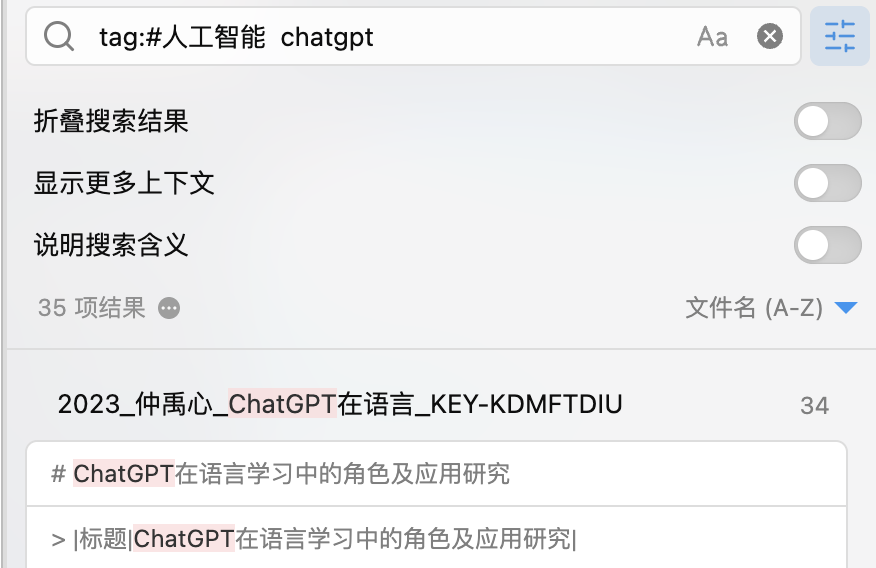 tag:#人工智能 chatgpt Aa
折叠搜索结果
显示更多上下文
说明搜索含义
35 项结果 文件名 (A-Z)
2023_仲禹心_ChatGPT在语言_KEY-KDMFTDIU 34
# ChatGPT在语言学习中的角色及应用研究
> |标题|ChatGPT在语言学习中的角色及应用研究|